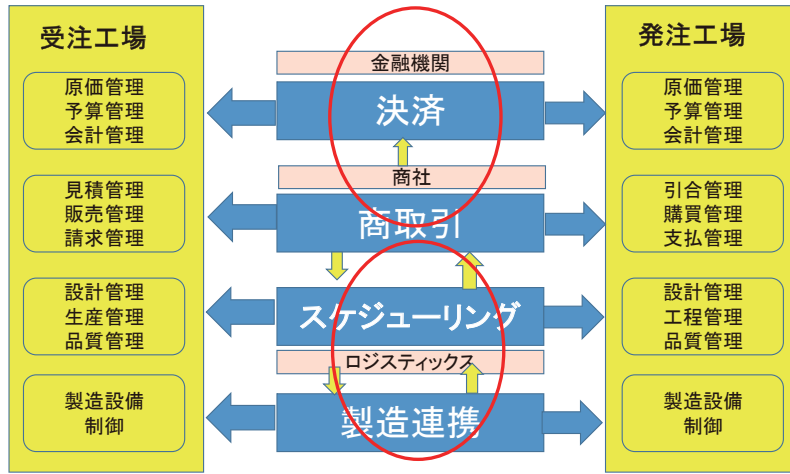 受注工場
原価管理
予算管理
会計管理
見積管理
販売管理
請求管理
設計管理
生産管理
品質管理
製造設備
制御
金融機関
決済
商社
商取引
スケジューリング
ロジスティックス
製造連携
発注工場
原価管理
予算管理
会計管理
引合管理
購買管理
支払管理
設計管理
工程管理
品質管理
製造設備
制御